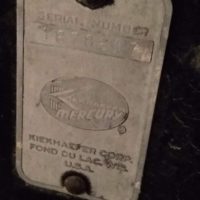 SERIAL NUMBER
MERCURY
KIEKHAEFER CORP.
FOND DU LAC, WIS.
U.S.A.